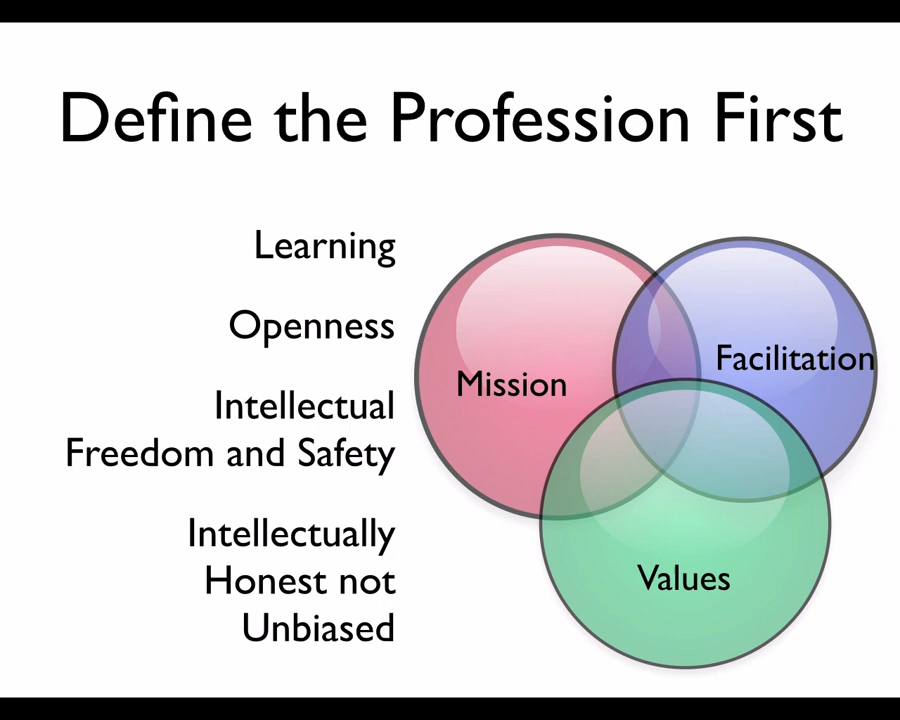 Define the Profession First
Learning
Openness
Intellectual
Freedom and Safety
Intellectually
Honest not
Unbiased
Mission
Facilitation
Values